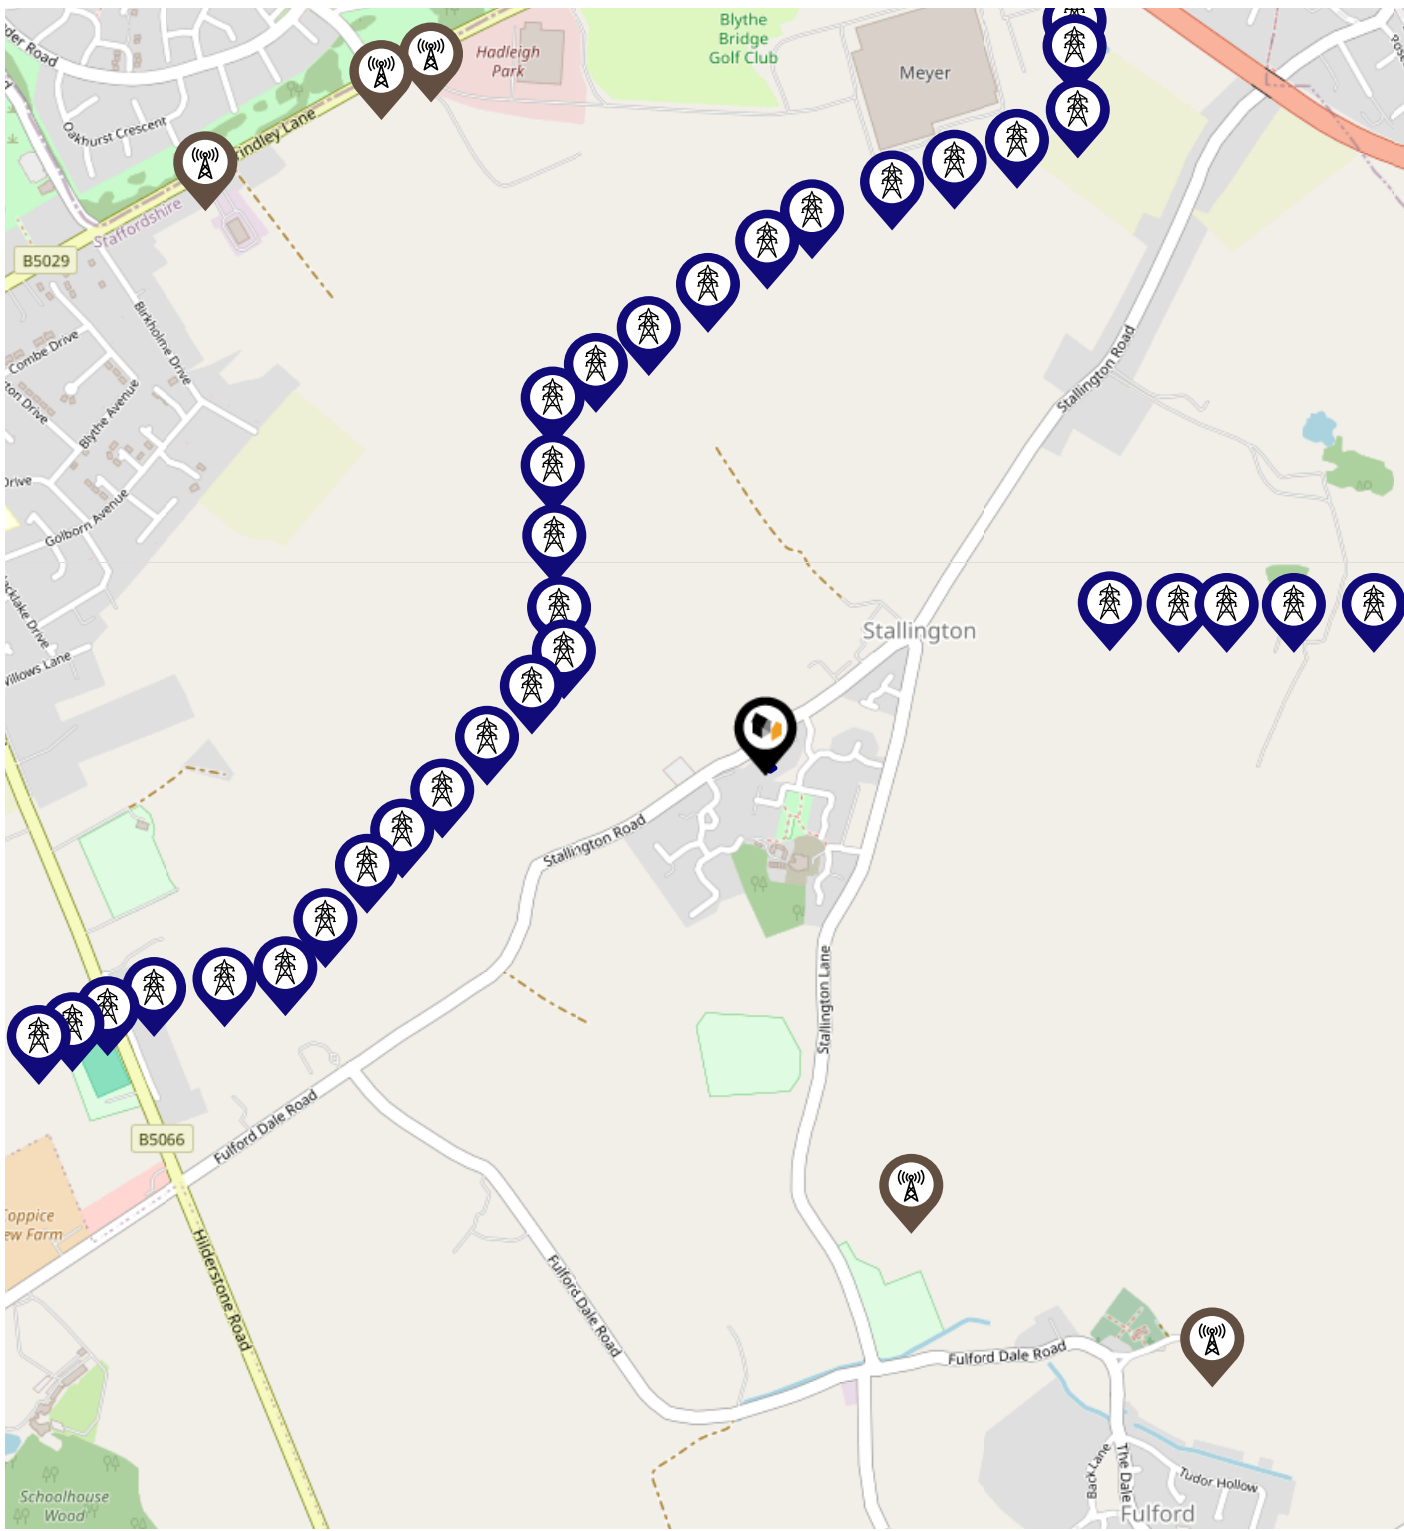 Blythe
Bridge
Golf Club
Hadleigh
Park
Meyer
Oakhurst Crescent
Staffordshire
B5029
Birkholme Drive
Combe Drive
Blythe Avenue
Drive
Golborn Avenue
Willows Lane
Stallington Road
Stallington
Stallington Road
Stallington Lane
Fulford Dale Road
B5066
Hilderstone Road
Fulford Dale Road
Fulford Dale Road
Schoolhouse
Wood
Back Lane
The Dale
Tudor Hollow
Fulford